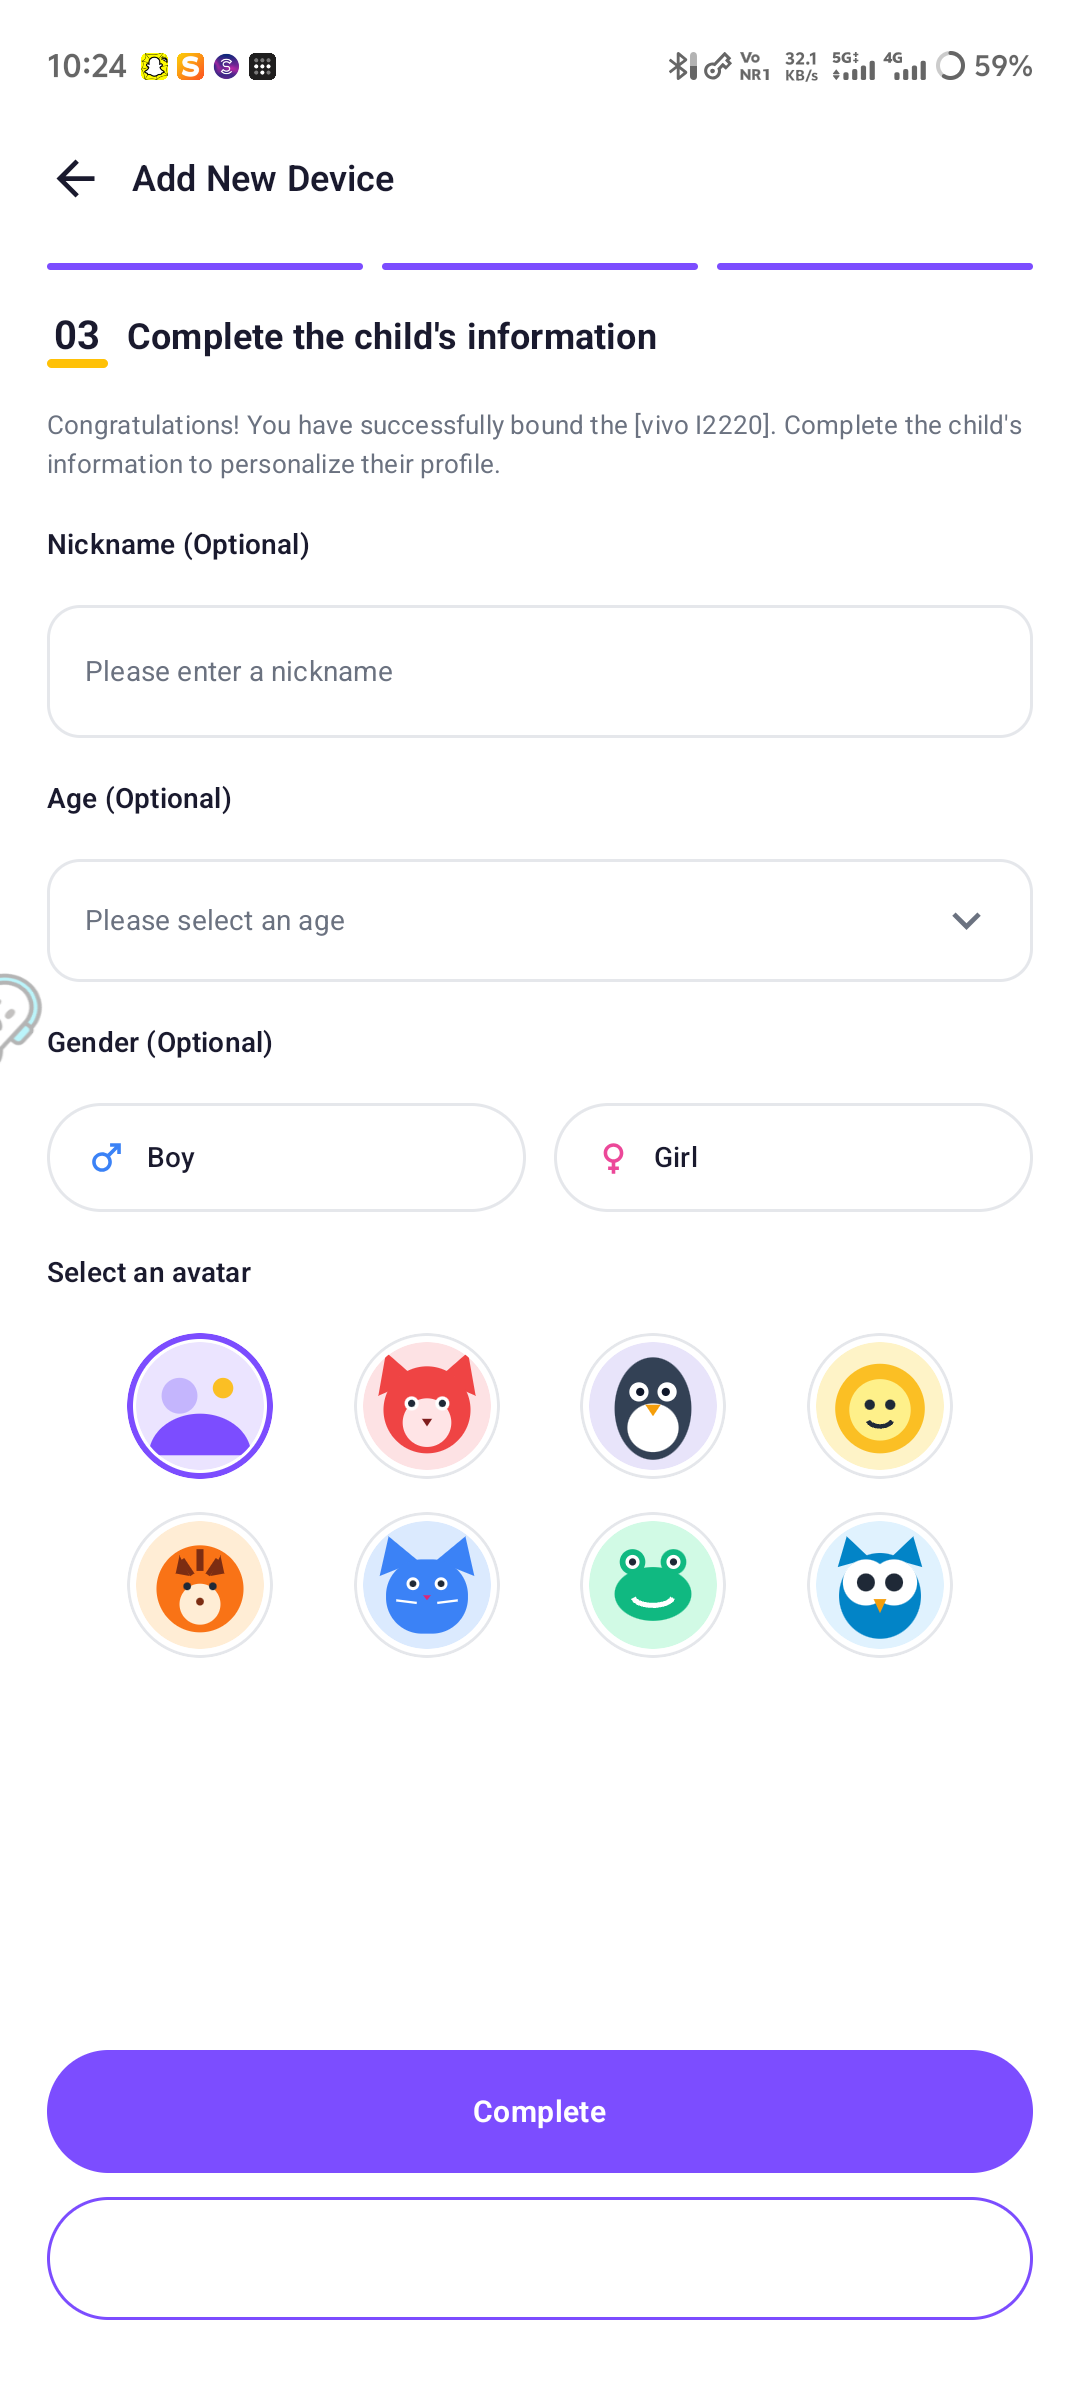 10:24
Vo
NR1
32.1
KB/s
5G
4G
59%
Add New Device
03 Complete the child's information
Congratulations! You have successfully bound the [vivo I2220]. Complete the child's
information to personalize their profile.
Nickname (Optional)
Please enter a nickname
Age (Optional)
Please select an age
Gender (Optional)
Boy
Girl
Select an avatar
Complete